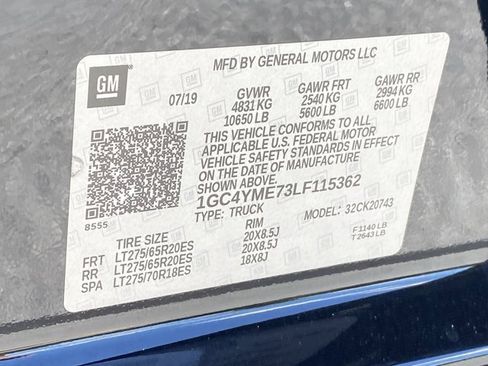 MFD BY GENERAL MOTORS LLC
GM
07/19
GVWR GAWR FRT GAWR RR
4831 KG 2540 KG 2994 KG
10650 LB 5600 LB 6600 LB
THIS VEHICLE CONFORMS TO ALL
APPLICABLE U.S. FEDERAL MOTOR
VEHICLE SAFETY STANDARDS IN EFFECT
ON THE DATE OF MANUFACTURE
SHOWN ABOVE.
1GC4YME73LF115362
TYPE: TRUCK MODEL: 32CK20743
8555
TIRE SIZE RIM
FRT LT275/65R20ES 20X8.5J F1140 LB
RR LT275/65R20ES 20X8.5J T2643 LB
SPA LT275/70R18ES 18X8J